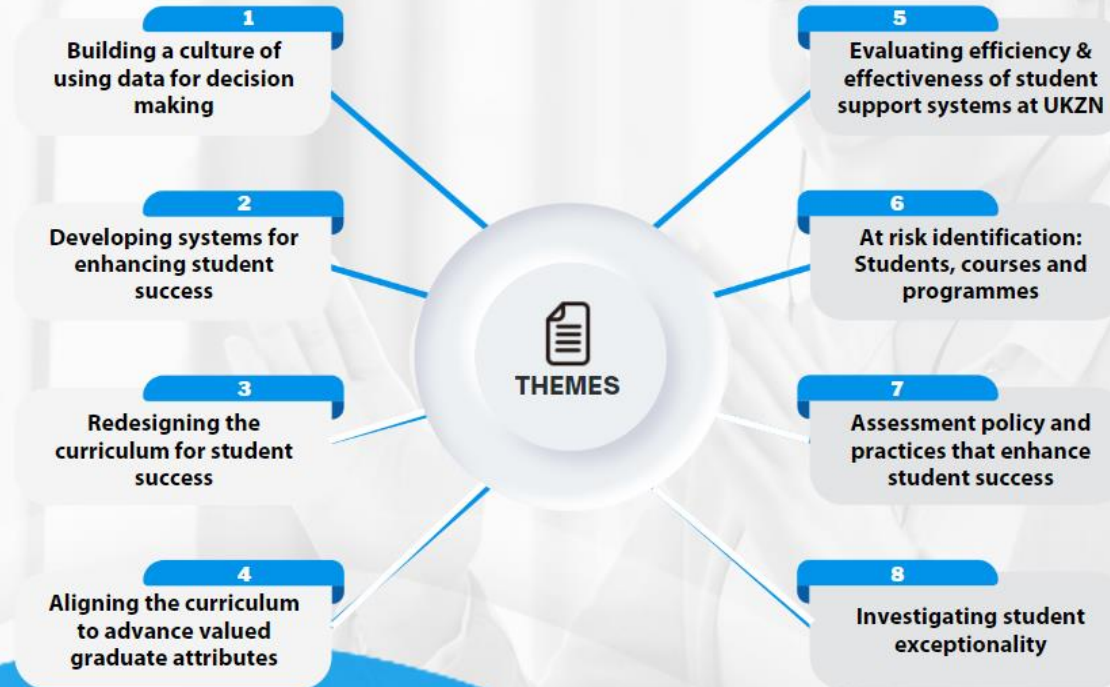 1
Building a culture of
using data for decision
making
2
Developing systems for
enhancing student
success
3
Redesigning the
curriculum for student
success
4
Aligning the curriculum
to advance valued
graduate attributes
THEMES
5
Evaluating efficiency &
effectiveness of student
support systems at UKZN
6
At risk identification:
Students, courses and
programmes
7
Assessment policy and
practices that enhance
student success
8
Investigating student
exceptionality